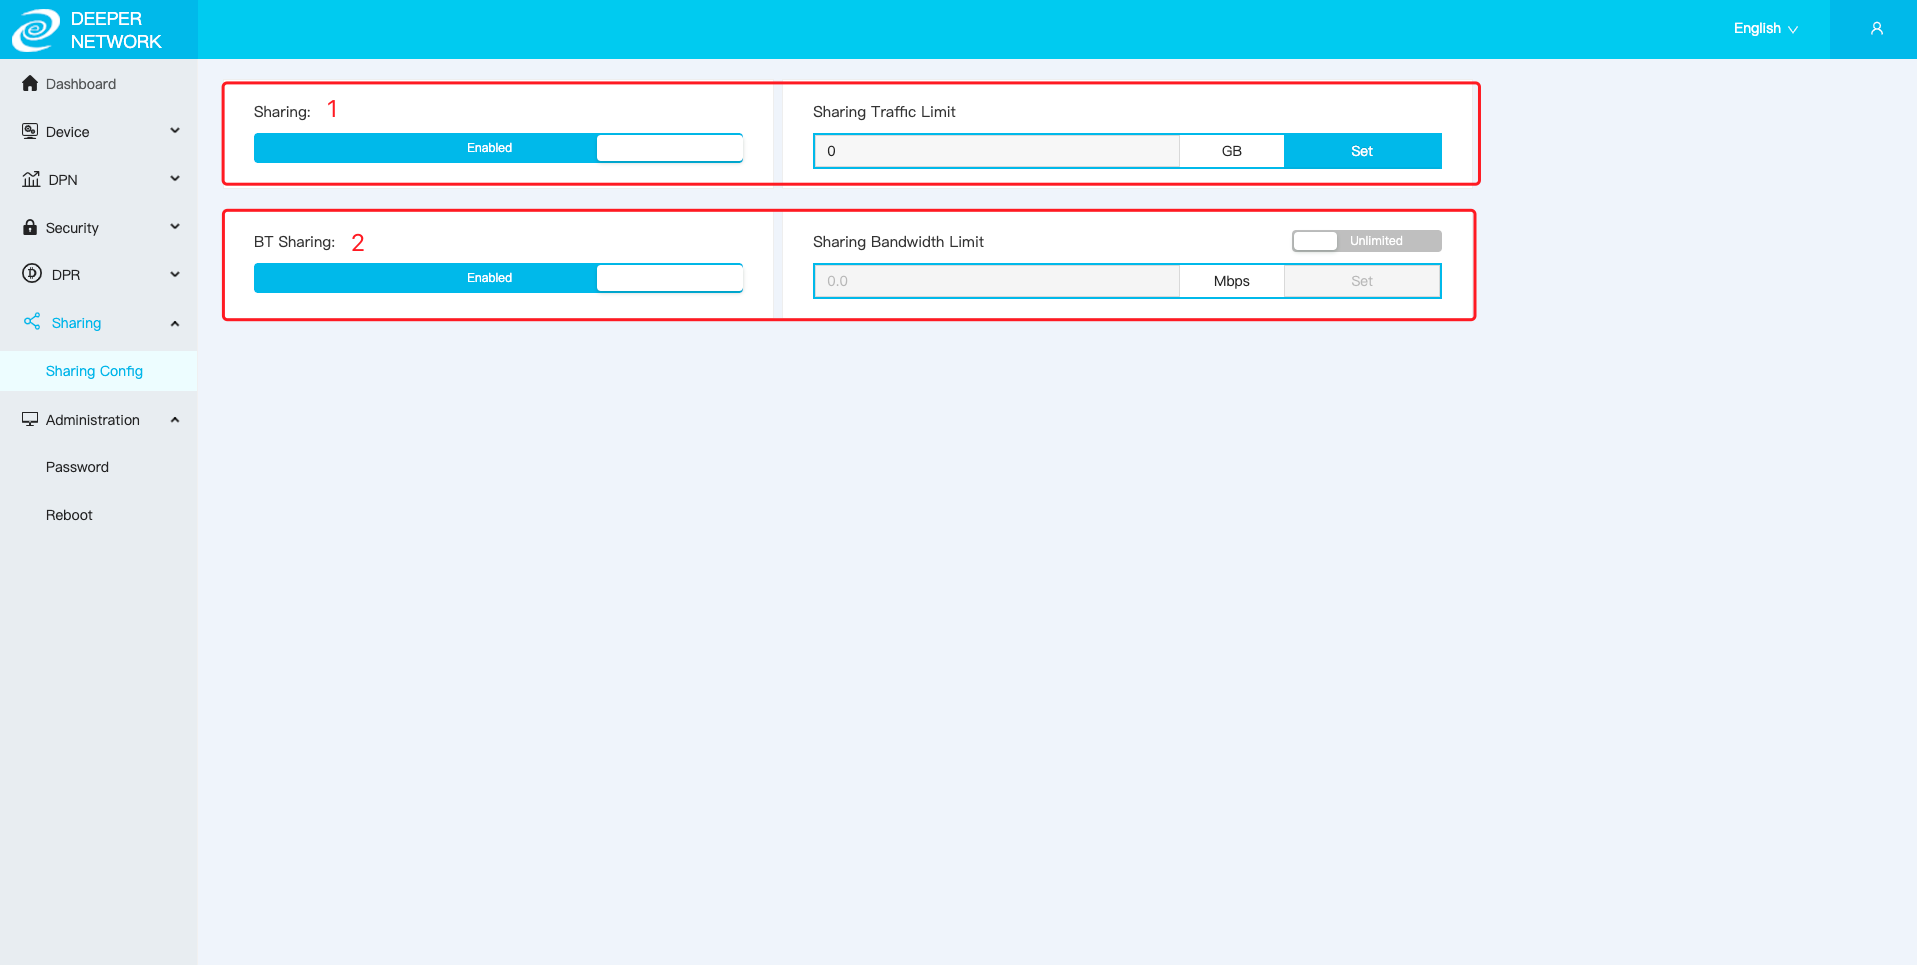 DEEPER
NETWORK
English
Dashboard
Device
DPN
Security
DPR
Sharing
Sharing Config
Administration
Password
Reboot
Sharing: 1
Enabled
Sharing Traffic Limit
0 GB Set
BT Sharing: 2
Enabled
Sharing Bandwidth Limit Unlimited
0.0 Mbps Set